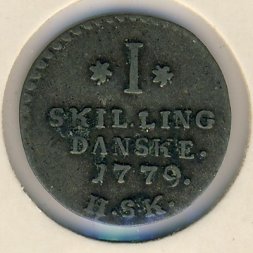 * I *
SKILLING
DANSKE.
1779.
H.S.K.